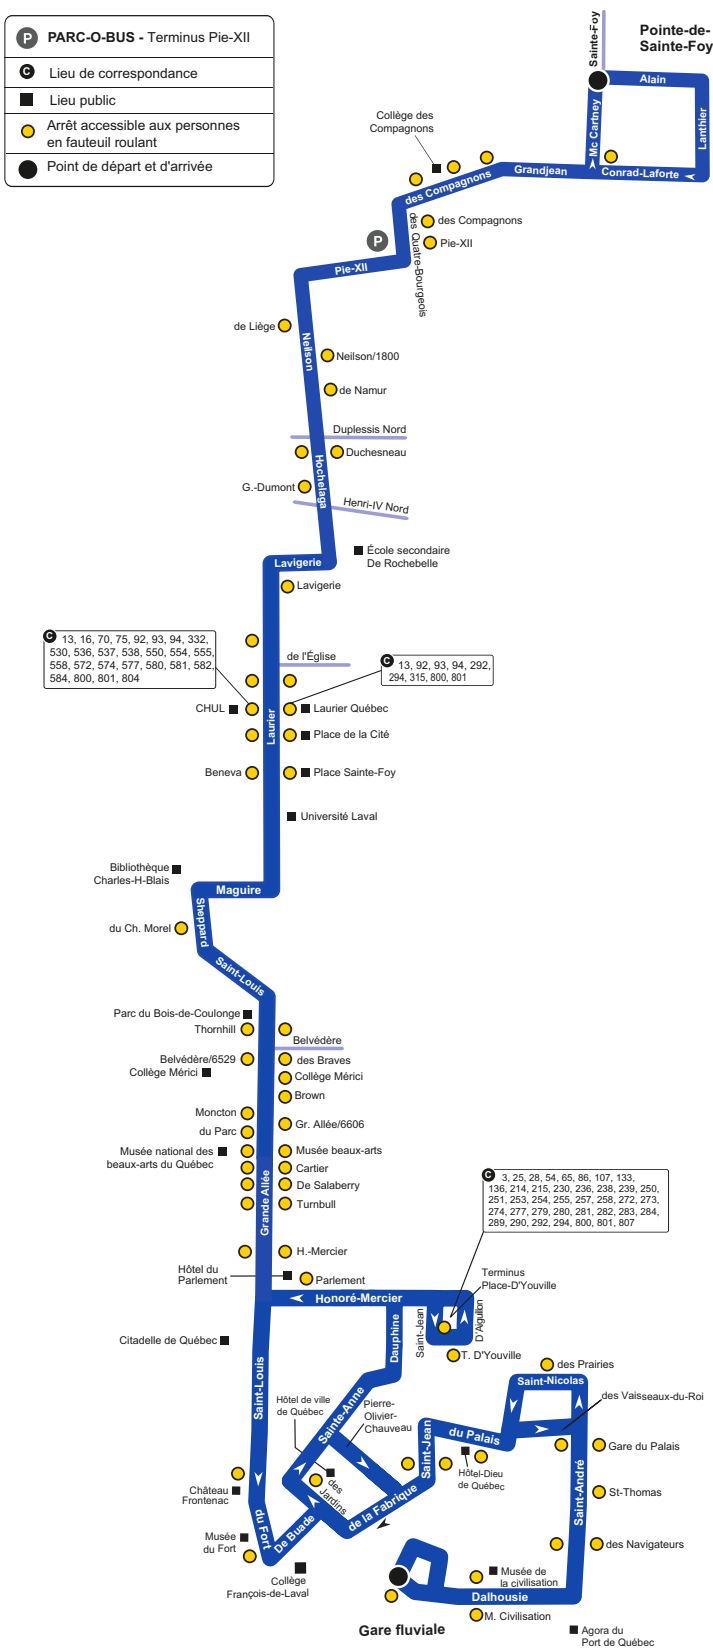 P PARC-O-BUS - Terminus Pie-XII
C Lieu de correspondance
Lieu public
Arrêt accessible aux personnes
en fauteuil roulant
Point de départ et d'arrivée
Pointe-de-
Sainte-Foy
Sainte-Foy
Alain
Mc Cartney
Lanthier
Conrad-Laforte
Grandjean
Collège des
Compagnons
des Compagnons
des Compagnons
Pie-XII
des Quatre-Bourgeois
P
Pie-XII
de Liège
Neilson
Neilson/1800
de Namur
Duplessis Nord
Duchesneau
Hochelaga
G.-Dumont
Henri-IV Nord
École secondaire
De Rochebelle
Lavigerie
Lavigerie
C 13, 16, 70, 75, 92, 93, 94, 332,
530, 536, 537, 538, 550, 554, 555,
558, 572, 574, 577, 580, 581, 582,
584, 800, 801, 804
de l'Église
C 13, 92, 93, 94, 292,
294, 315, 800, 801
CHUL
Laurier Québec
Laurier
Place de la Cité
Beneva
Place Sainte-Foy
Université Laval
Bibliothèque
Charles-H-Blais
Maguire
Sheppard
du Ch. Morel
Saint-Louis
Parc du Bois-de-Coulonge
Thornhill
Belvédère
Belvédère/6529
des Braves
Collège Mérici
Collège Mérici
Brown
Moncton
Gr. Allée/6606
du Parc
Musée national des
beaux-arts du Québec
Musée beaux-arts
Cartier
De Salaberry
Turnbull
Grande Allée
C 3, 25, 28, 54, 65, 86, 107, 133,
136, 214, 215, 230, 236, 238, 239, 250,
251, 253, 254, 255, 257, 258, 272, 273,
274, 277, 279, 280, 281, 282, 283, 284,
289, 290, 292, 294, 800, 801, 807
H.-Mercier
Hôtel du
Parlement
Parlement
Terminus
Place-D'Youville
Honoré-Mercier
Dauphine
Saint-Jean
D'Aiguillon
T. D'Youville
Citadelle de Québec
des Prairies
Saint-Nicolas
Saint-Louis
Sainte-Anne
Hôtel de ville
de Québec
Pierre-
Olivier-
Chauveau
des Vaisseaux-du-Roi
Saint-Jean
du Palais
Gare du Palais
Hôtel-Dieu
de Québec
Château
Frontenac
des
Jardins
de la Fabrique
Saint-André
St-Thomas
du Fort
De Buade
Musée
du Fort
des Navigateurs
Collège
François-de-Laval
Musée de
la civilisation
Dalhousie
M. Civilisation
Gare fluviale
Agora du
Port de Québec